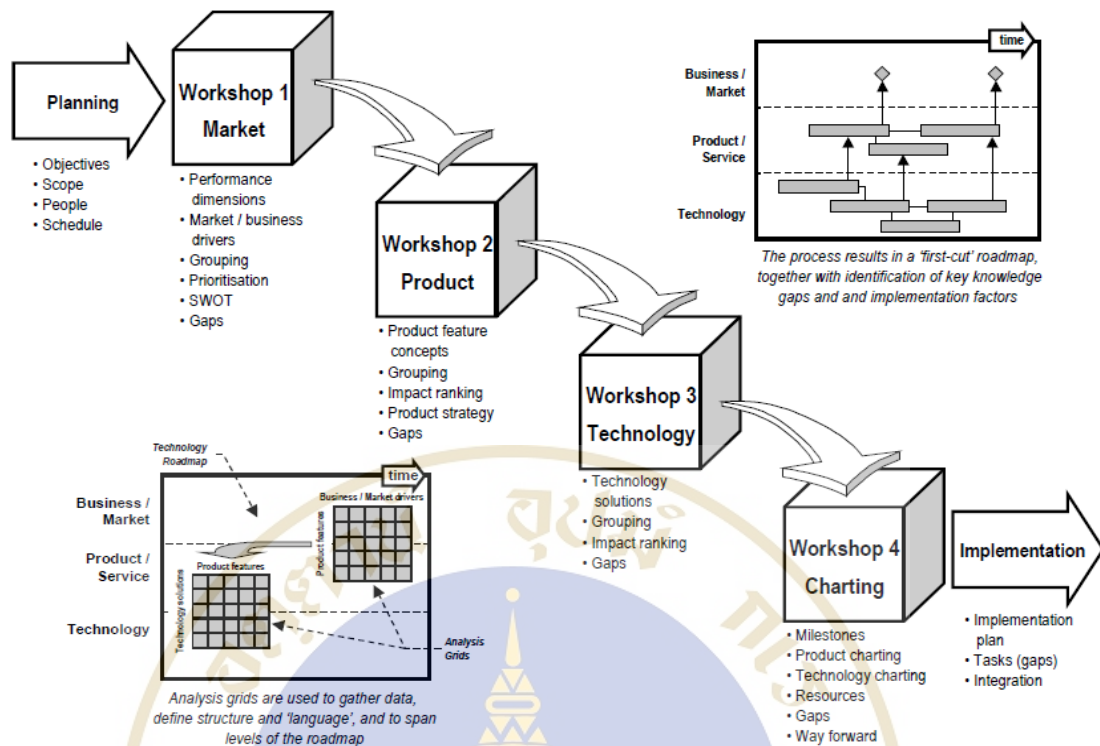 Planning
• Objectives
• Scope
• People
• Schedule
Workshop 1
Market
• Performance
dimensions
• Market / business
drivers
• Grouping
• Prioritisation
• SWOT
• Gaps
Workshop 2
Product
• Product feature
concepts
• Grouping
• Impact ranking
• Product strategy
• Gaps
Workshop 3
Technology
• Technology
solutions
• Grouping
• Impact ranking
• Gaps
Workshop 4
Charting
• Milestones
• Product charting
• Technology charting
• Resources
• Gaps
• Way forward
Implementation
• Implementation
plan
• Tasks (gaps)
• Integration
time
Business /
Market
Product /
Service
Technology
The process results in a 'first-cut' roadmap,
together with identification of key knowledge
gaps and and implementation factors
Technology
Roadmap
time
Business /
Market
Product /
Service
Technology
Business / Market drivers
Product features
Product features
Technology solutions
Analysis
Grids
Analysis grids are used to gather data,
define structure and 'language', and to span
levels of the roadmap